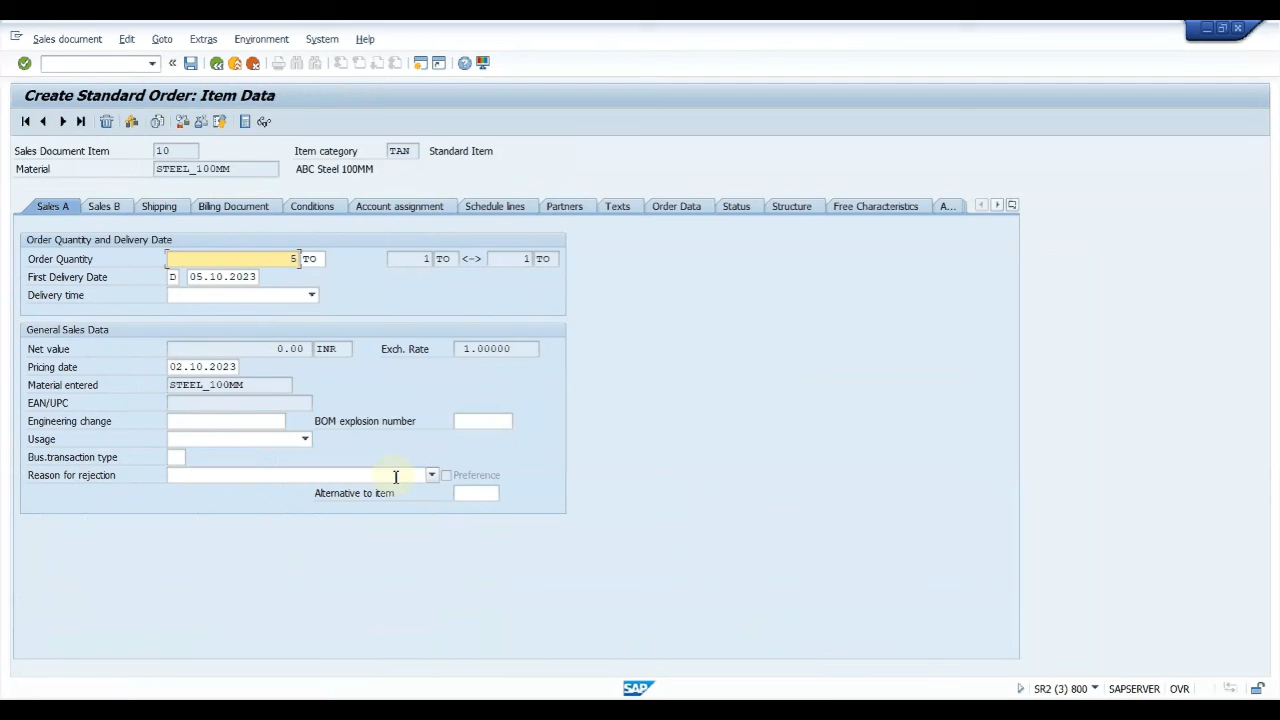 Sales document Edit Goto Extras Environment System Help
Create Standard Order: Item Data
Sales Document Item 10 Item category TAN Standard Item
Material STEEL_100MM ABC Steel 100MM
Sales A Sales B Shipping Billing Document Conditions Account assignment Schedule lines Partners Texts Order Data Status Structure Free Characteristics A...
Order Quantity and Delivery Date
Order Quantity 5 TO 1 TO <-> 1 TO
First Delivery Date D 05.10.2023
Delivery time
General Sales Data
Net value 0.00 INR Exch. Rate 1.00000
Pricing date 02.10.2023
Material entered STEEL_100MM
EAN/UPC
Engineering change BOM explosion number
Usage
Bus.transaction type
Reason for rejection Preference
Alternative to item
SAP SR2 (3) 800 SAPSERVER OVR